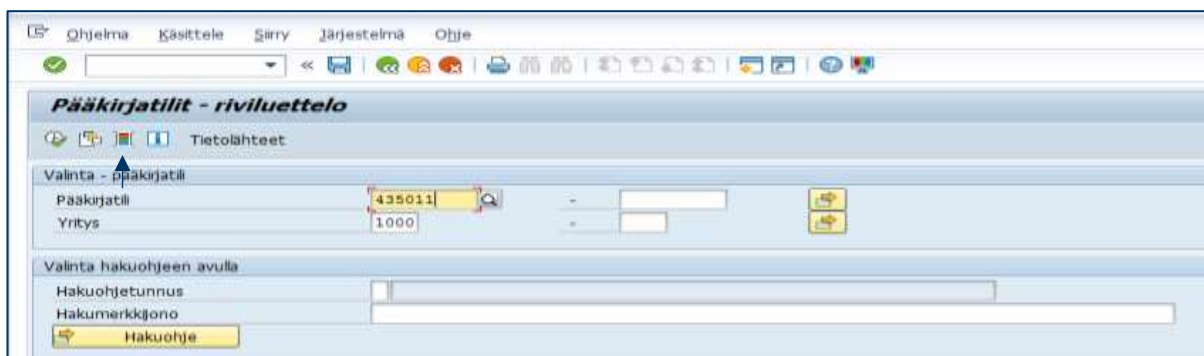 Ohjelma Käsittele Siirry Järjestelmä Ohje
Pääkirjatilit - riviluettelo
Tietolähteet
Valinta - pääkirjatili
Pääkirjatili 435011 -
Yritys 1000 -
Valinta hakuohjeen avulla
Hakuohjetunnus
Hakumerkkijono
Hakuohje